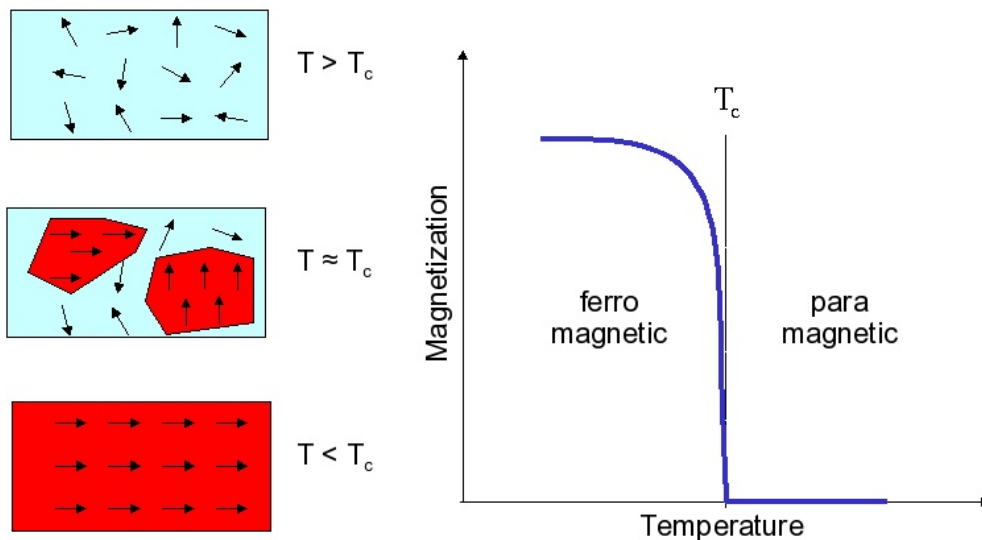 T > Tc
T ≈ Tc
T < Tc
Magnetization
Tc
ferro
magnetic
para
magnetic
Temperature